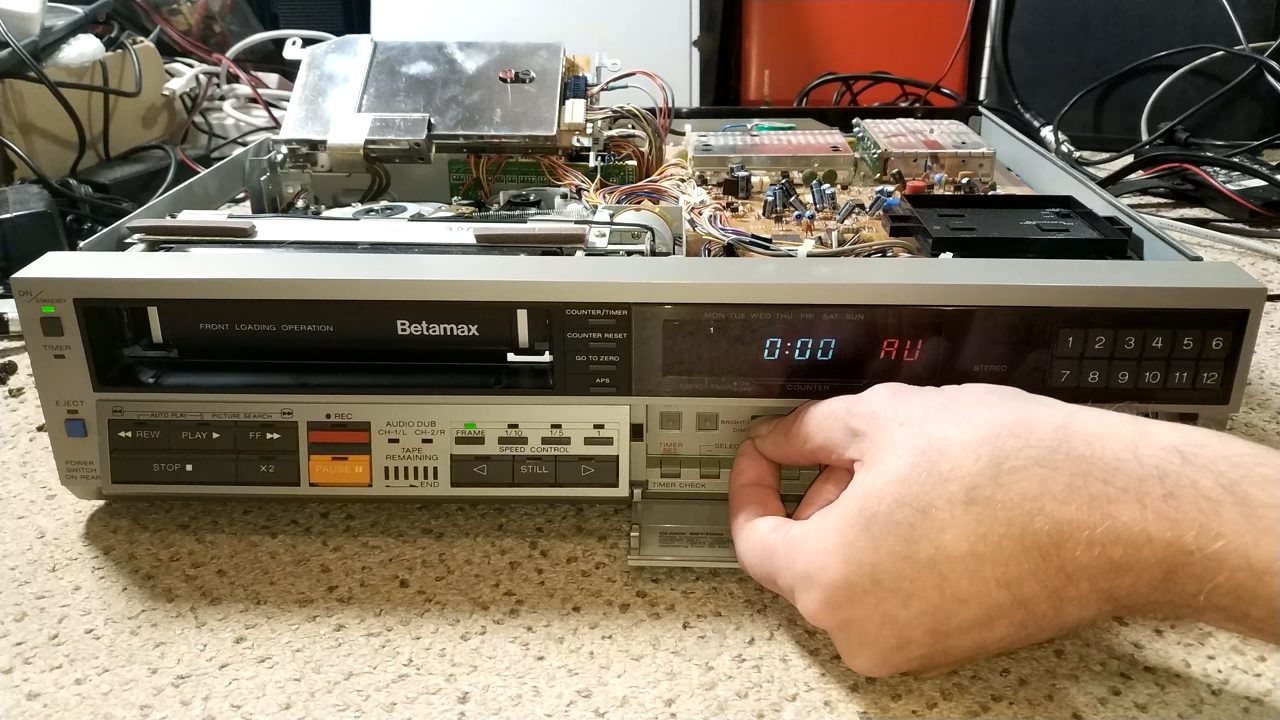 ON/STANDBY
TIMER
EJECT
POWER
SWITCH
ON REAR
FRONT LOADING OPERATION
Betamax
COUNTER/TIMER
COUNTER RESET
GO TO ZERO
APS
MON TUE WED THU FRI SAT SUN
1
0:00 AU
STEREO
COUNTER
1 2 3 4 5 6
7 8 9 10 11 12
AUTO PLAY
PICTURE SEARCH
◀◀ REW PLAY ▶ FF ▶▶
STOP ■ X2
● REC
PAUSE II
AUDIO DUB
CH-1/L CH-2/R
TAPE
REMAINING
END
FRAME 1/10 1/5 1
SPEED CONTROL
◁ STILL ▷
BRIGHT
DIM
TIMER
SET
TIMER CHECK